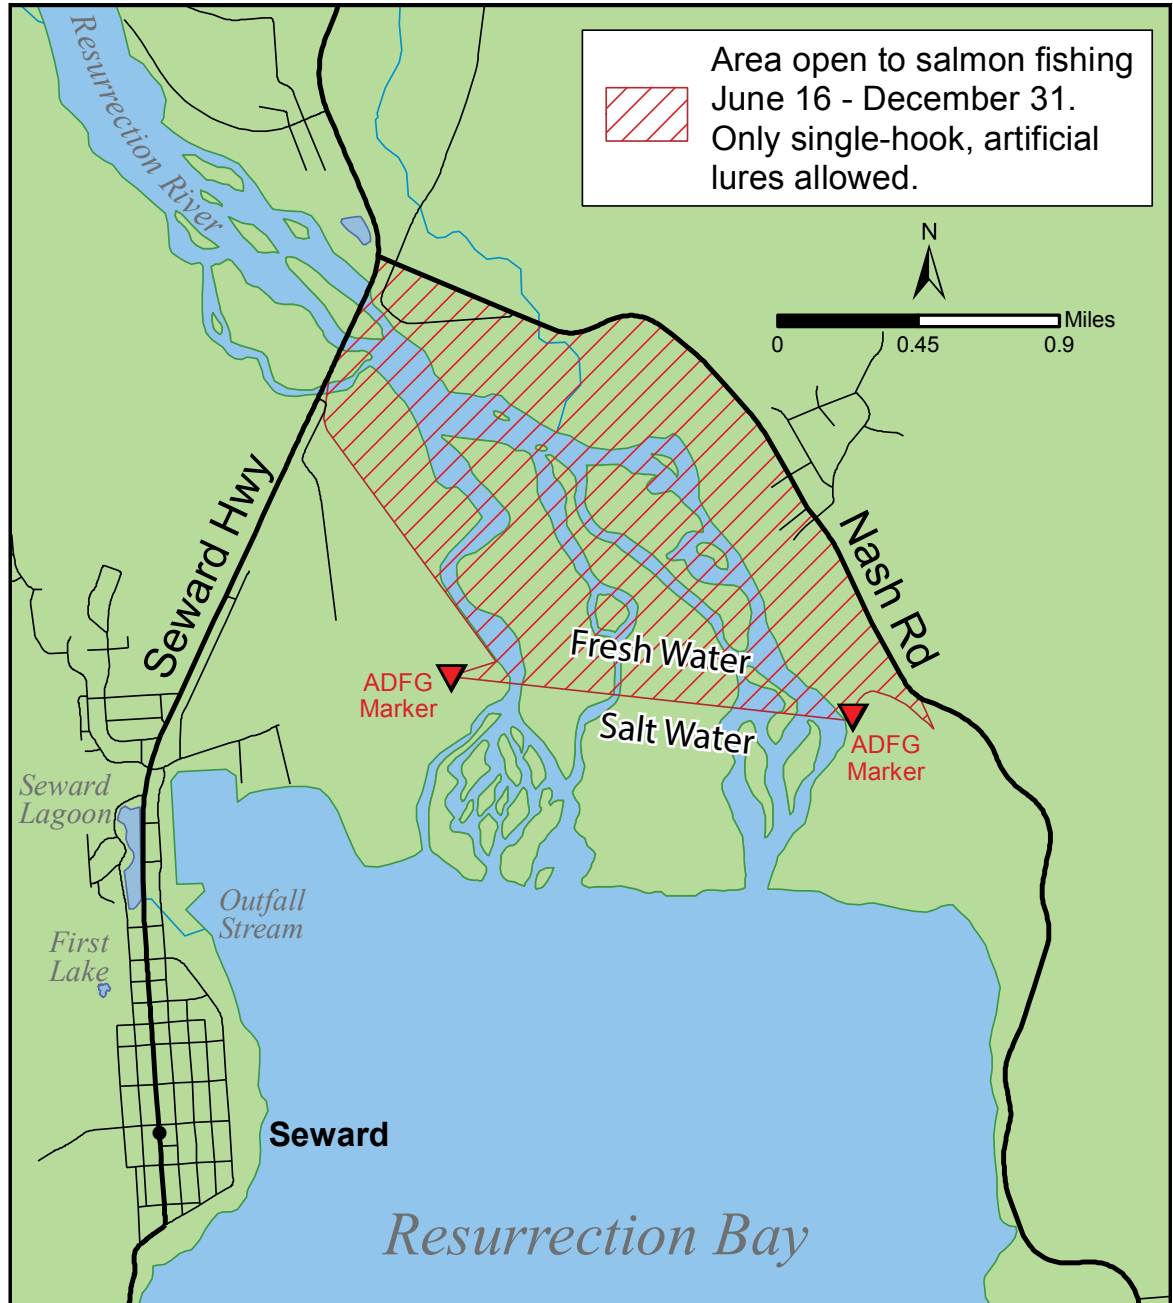 Resurrection River
Area open to salmon fishing
June 16 - December 31.
Only single-hook, artificial
lures allowed.
N
Miles
0 0.45 0.9
Seward Hwy
Nash Rd
Fresh Water
ADFG
Marker
Salt Water
ADFG
Marker
Seward
Lagoon
Outfall
Stream
First
Lake
Seward
Resurrection Bay